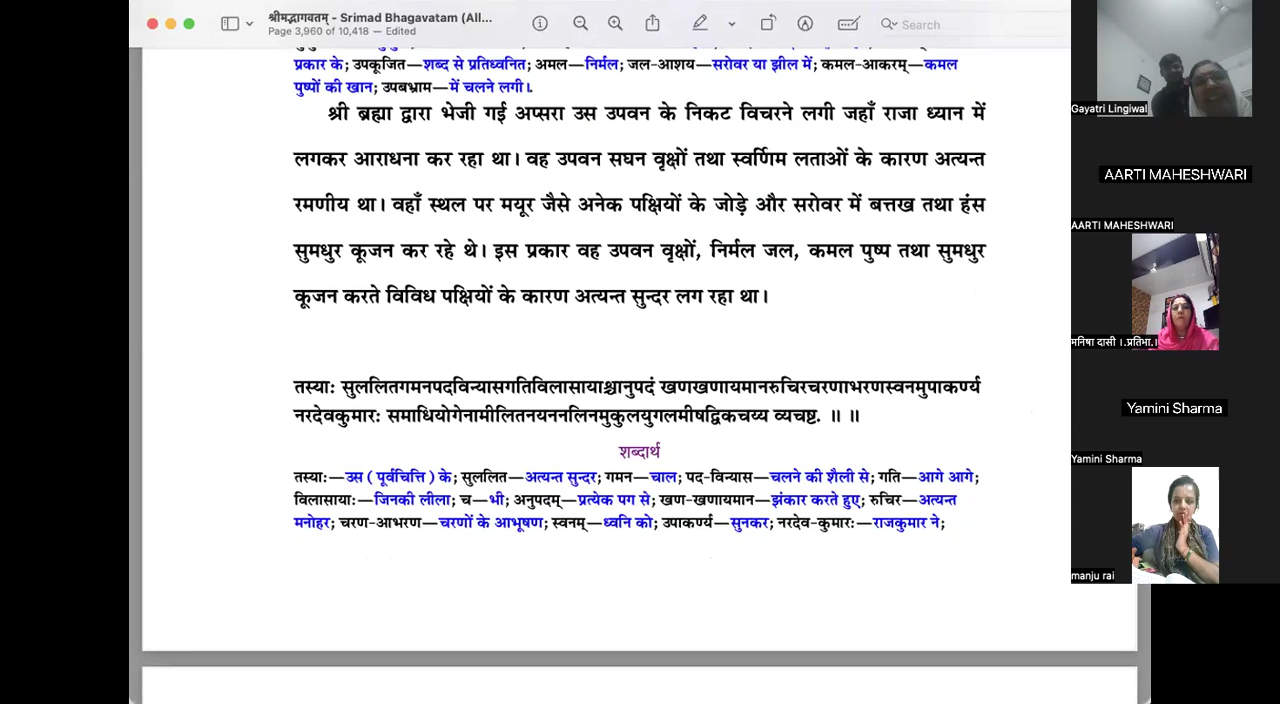 श्रीमद्भागवतम् - Srimad Bhagavatam (All...
Page 3,960 of 10,418 — Edited
Search
प्रकार के; उपकूजित—शब्द से प्रतिध्वनित; अमल—निर्मल; जल-आशय—सरोवर या झील में; कमल-आकरम्—कमल
पुष्पों की खान; उपबभ्राम—में चलने लगी।
श्री ब्रह्मा द्वारा भेजी गई अप्सरा उस उपवन के निकट विचरने लगी जहाँ राजा ध्यान में
लगकर आराधना कर रहा था। वह उपवन सघन वृक्षों तथा स्वर्णिम लताओं के कारण अत्यन्त
रमणीय था। वहाँ स्थल पर मयूर जैसे अनेक पक्षियों के जोड़े और सरोवर में बत्तख तथा हंस
सुमधुर कूजन कर रहे थे। इस प्रकार वह उपवन वृक्षों, निर्मल जल, कमल पुष्प तथा सुमधुर
कूजन करते विविध पक्षियों के कारण अत्यन्त सुन्दर लग रहा था।
तस्याः सुललितगमनपदविन्यासगतिविलासायाश्चानुपदं खणखणायमानरुचिरचरणाभरणस्वनमुपाकर्ण्य
नरदेवकुमारः समाधियोगेनामीलितनयननलिनमुकुलयुगलमीषद्विकचय्य व्यचष्ट. ॥ ॥
शब्दार्थ
तस्याः—उस ( पूर्वचित्ति ) के; सुललित—अत्यन्त सुन्दर; गमन—चाल; पद-विन्यास—चलने की शैली से; गति—आगे आगे;
विलासायाः—जिनकी लीला; च—भी; अनुपदम्—प्रत्येक पग से; खण-खणायमान—झंकार करते हुए; रुचिर—अत्यन्त
मनोहर; चरण-आभरण—चरणों के आभूषण; स्वनम्—ध्वनि को; उपाकर्ण्य—सुनकर; नरदेव-कुमारः—राजकुमार ने;
Gayatri Lingiwal
AARTI MAHESHWARI
AARTI MAHESHWARI
मनिषा दासी ।.प्रतिभा.।
Yamini Sharma
Yamini Sharma
manju rai